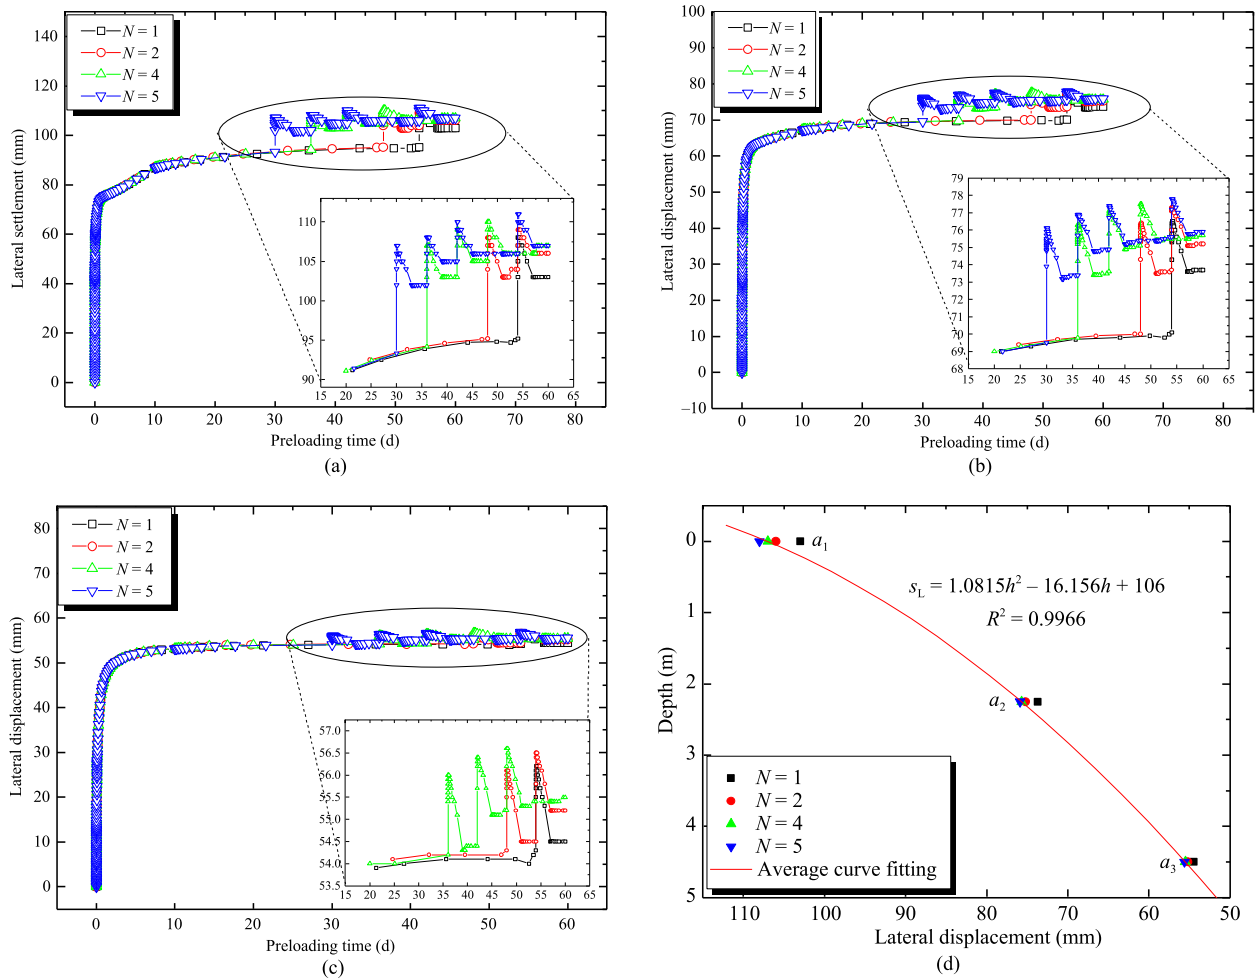 N = 1
N = 2
N = 4
N = 5
140
120
100
80
60
40
20
0
Lateral settlement (mm)
110
105
100
95
90
15 20 25 30 35 40 45 50 55 60 65
0 10 20 30 40 50 60 70 80
Preloading time (d)
(a)
N = 1
N = 2
N = 4
N = 5
100
90
80
70
60
50
40
30
20
10
0
–10
Lateral displacement (mm)
79
78
77
76
75
74
73
72
71
70
69
68
15 20 25 30 35 40 45 50 55 60 65
0 10 20 30 40 50 60 70 80
Preloading time (d)
(b)
N = 1
N = 2
N = 4
N = 5
80
70
60
50
40
30
20
10
0
Lateral displacement (mm)
57.0
56.5
56.0
55.5
55.0
54.5
54.0
53.5
15 20 25 30 35 40 45 50 55 60 65
0 10 20 30 40 50 60
Preloading time (d)
(c)
0
1
2
3
4
5
Depth (m)
a1
sL = 1.0815h² – 16.156h + 106
R² = 0.9966
a2
a3
N = 1
N = 2
N = 4
N = 5
Average curve fitting
110 100 90 80 70 60 50
Lateral displacement (mm)
(d)